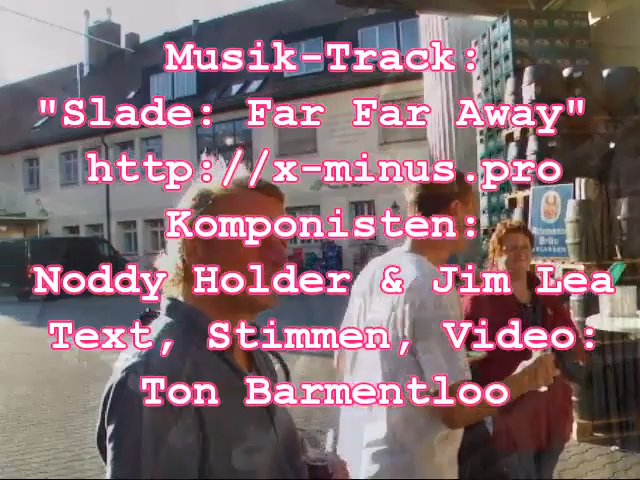 Musik-Track:
"Slade: Far Far Away"
http://x-minus.pro
Komponisten:
Noddy Holder & Jim Lea
Text, Stimmen, Video:
Ton Barmentloo
Bräu